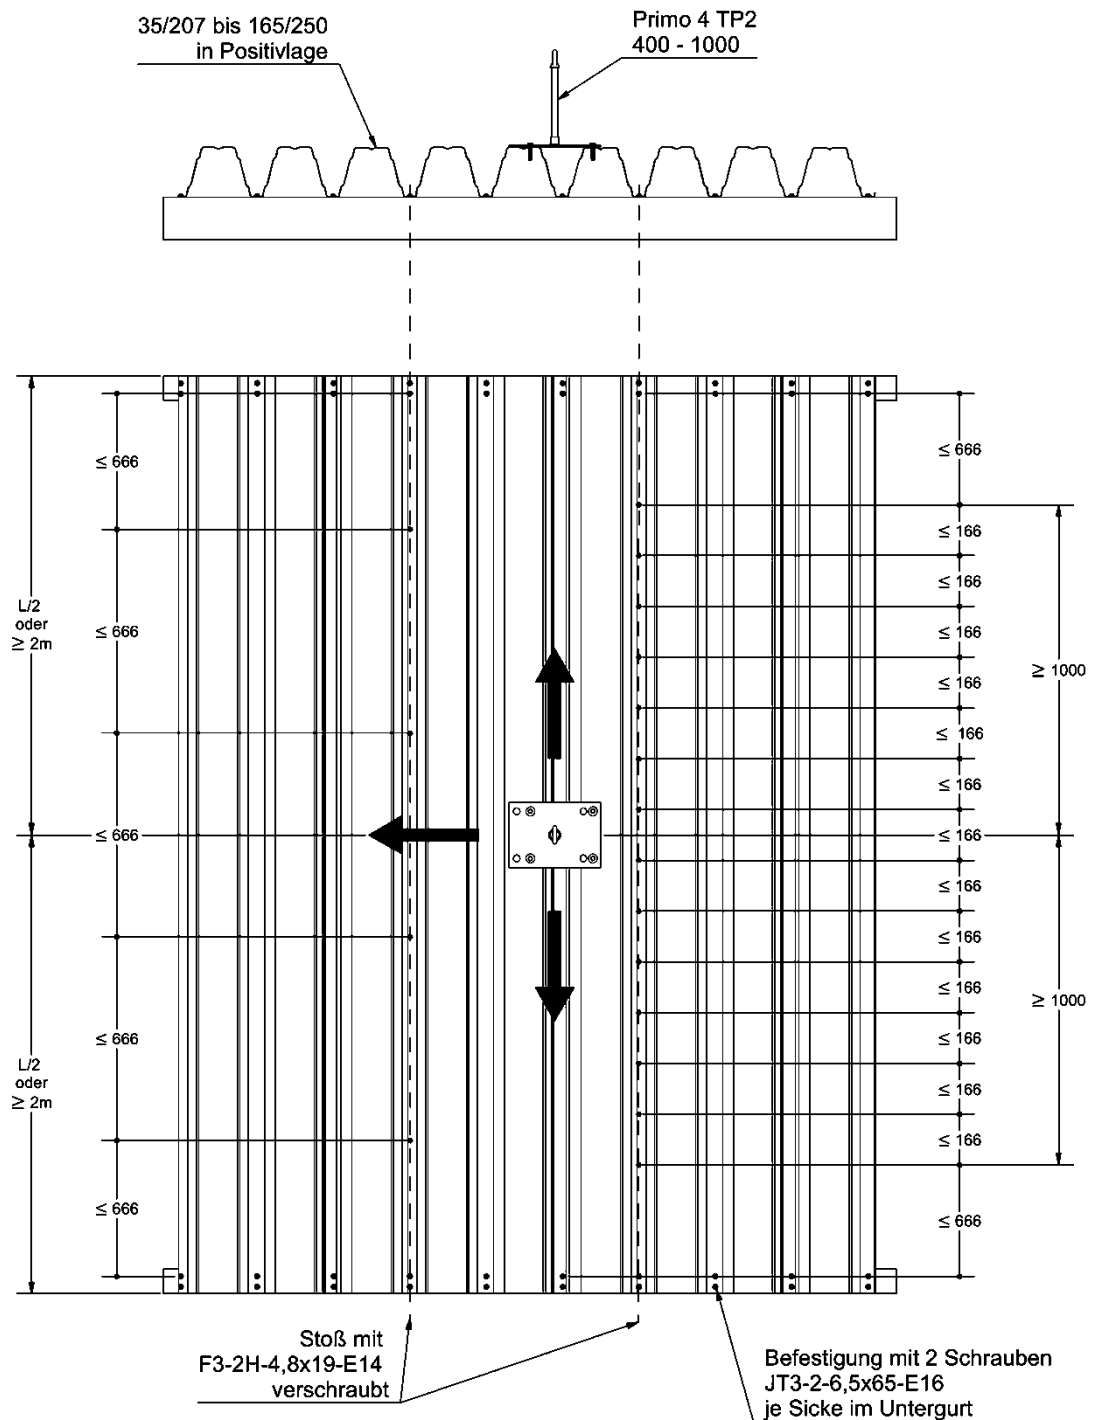 35/207 bis 165/250
in Positivlage
Primo 4 TP2
400 - 1000
≤ 666
≤ 666
≤ 666
≤ 666
≤ 666
L/2
oder
≥ 2m
L/2
oder
≥ 2m
≤ 666
≤ 166
≤ 166
≤ 166
≤ 166
≤ 166
≤ 166
≤ 166
≤ 166
≤ 166
≤ 166
≤ 166
≤ 166
≤ 166
≤ 666
≥ 1000
≥ 1000
Stoß mit
F3-2H-4,8x19-E14
verschraubt
Befestigung mit 2 Schrauben
JT3-2-6,5x65-E16
je Sicke im Untergurt